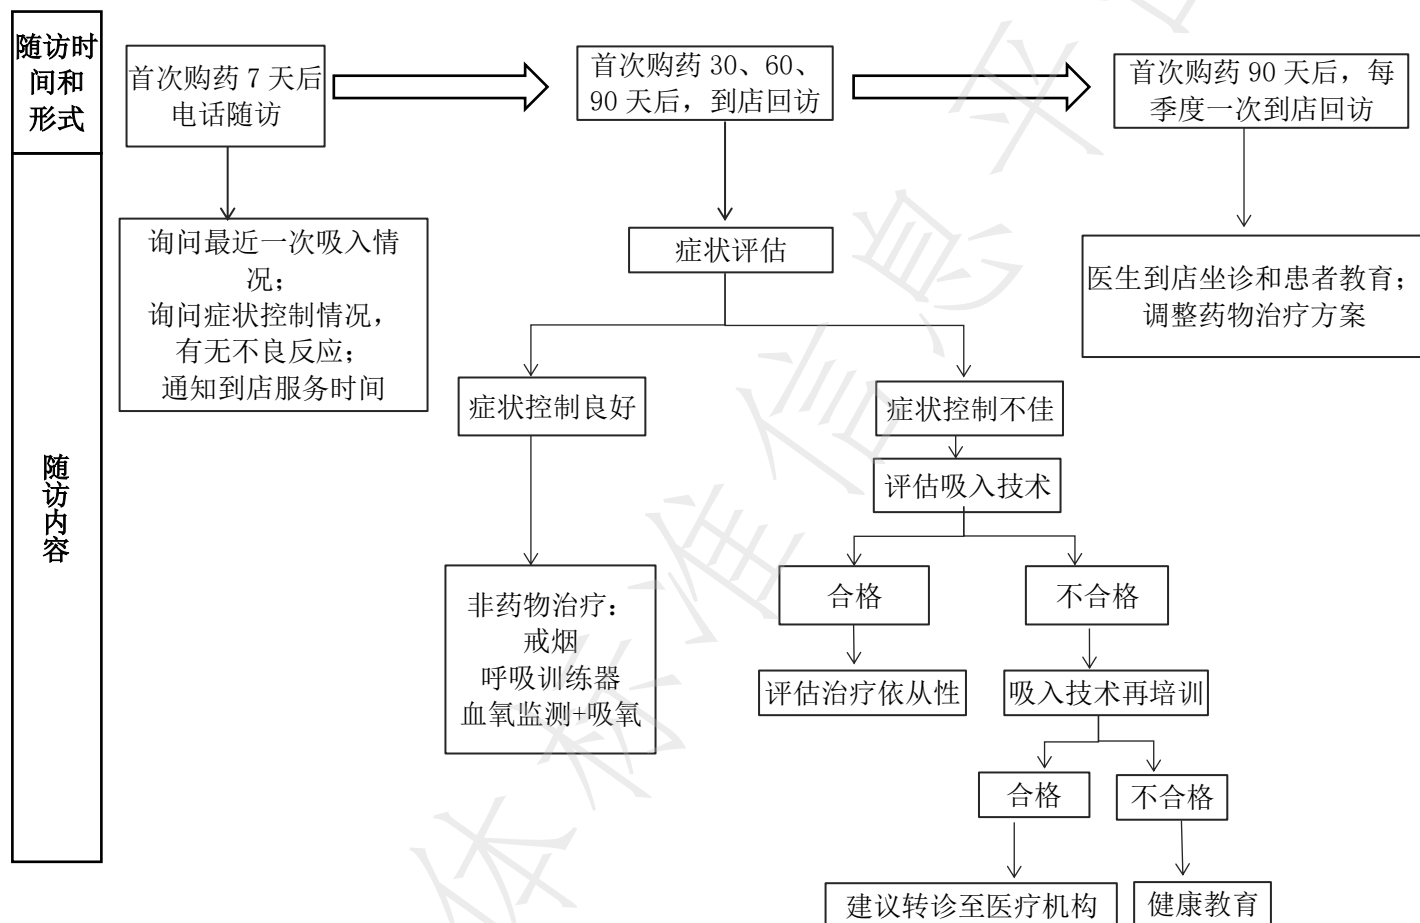 随访时
间和
形式
首次购药 7 天后
电话随访
首次购药 30、60、
90 天后，到店回访
首次购药 90 天后，每
季度一次到店回访
随访内容
询问最近一次吸入情
况；
询问症状控制情况，
有无不良反应；
通知到店服务时间
症状评估
医生到店坐诊和患者教育；
调整药物治疗方案
症状控制良好
症状控制不佳
评估吸入技术
非药物治疗：
戒烟
呼吸训练器
血氧监测+吸氧
合格
不合格
评估治疗依从性
吸入技术再培训
合格
不合格
建议转诊至医疗机构
健康教育
体标准信息平